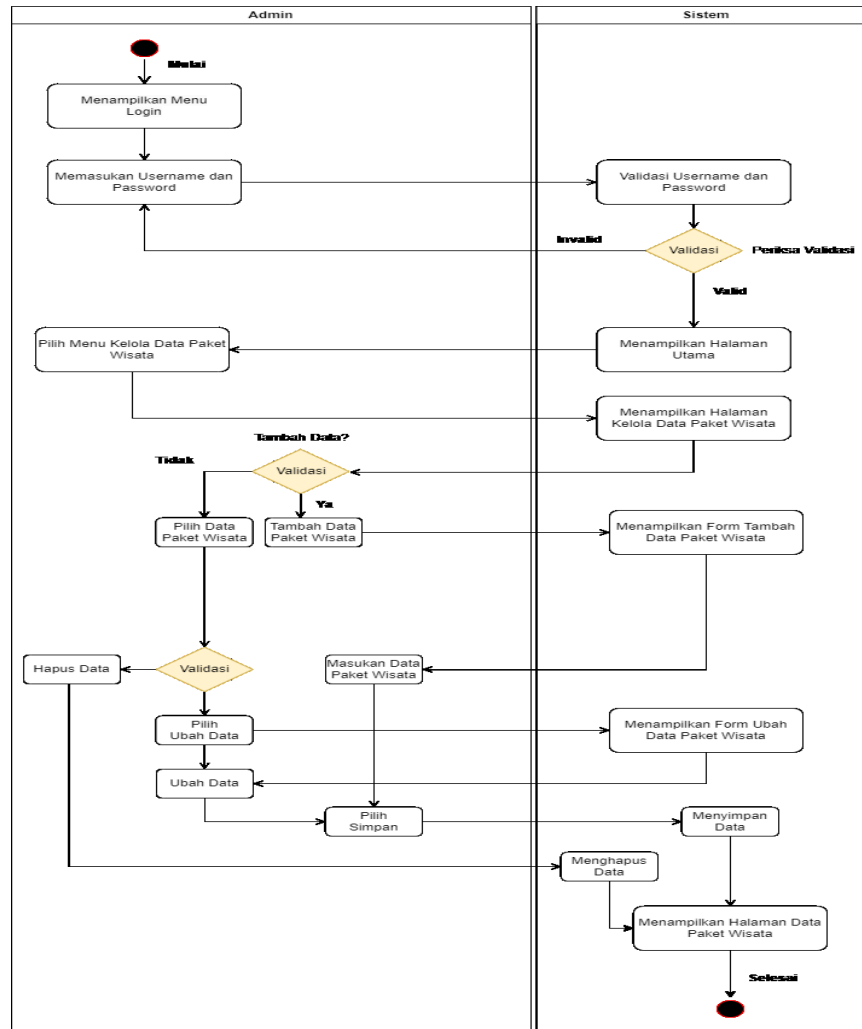 Admin
Sistem
Mulai
Menampilkan Menu
Login
Memasukan Username dan
Password
Validasi Username dan
Password
Invalid
Validasi
Periksa Validasi
Valid
Pilih Menu Kelola Data Paket
Wisata
Menampilkan Halaman
Utama
Menampilkan Halaman
Kelola Data Paket Wisata
Tambah Data?
Tidak
Validasi
Ya
Pilih Data
Paket Wisata
Tambah Data
Paket Wisata
Menampilkan Form Tambah
Data Paket Wisata
Hapus Data
Validasi
Masukan Data
Paket Wisata
Pilih
Ubah Data
Menampilkan Form Ubah
Data Paket Wisata
Ubah Data
Pilih
Simpan
Menyimpan
Data
Menghapus
Data
Menampilkan Halaman Data
Paket Wisata
Selesai